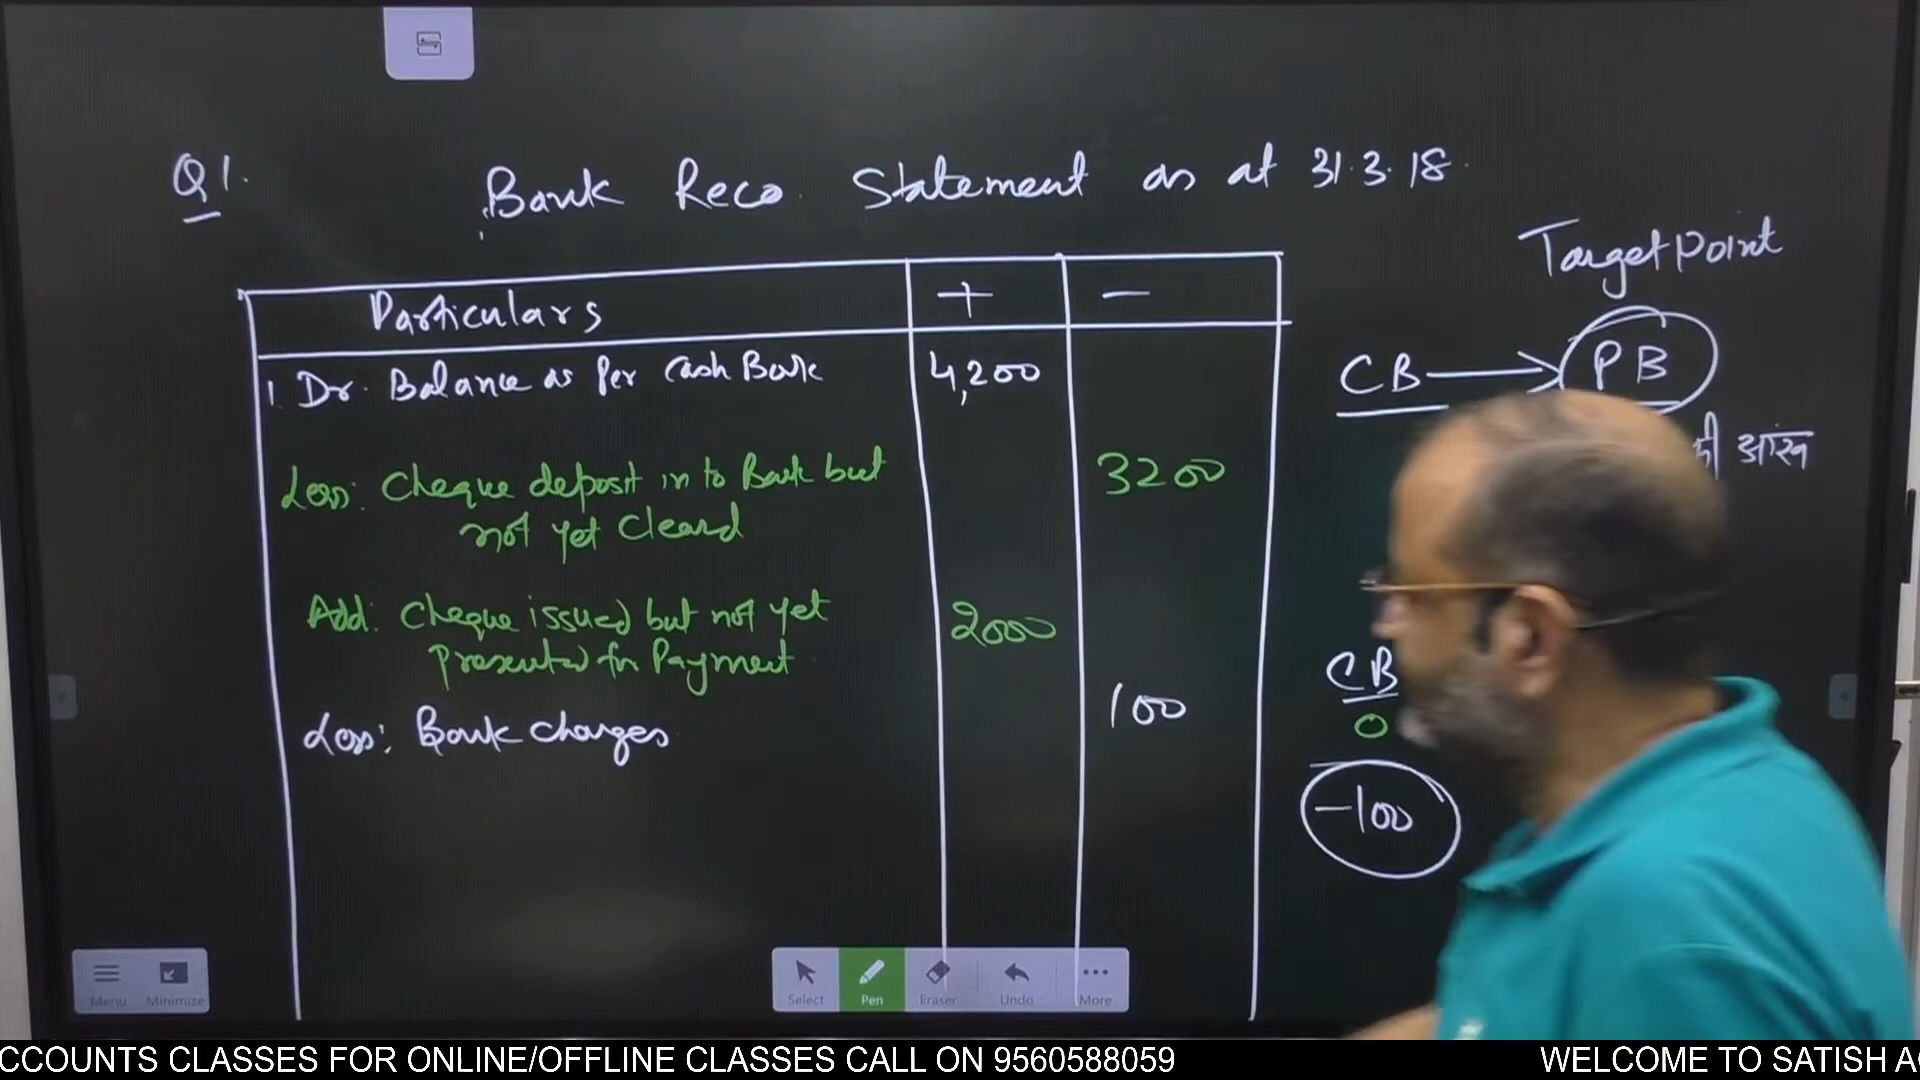 Q1.
Bank Reco. Statement as at 31.3.18.
Target Point
Particulars + −
CB → PB
1. Dr. Balance as Per Cash Book 4,200
की आंख
Less: Cheque deposit in to Bank but 3200
not yet Cleard
Add: Cheque issued but not yet 2000
presented for Payment
CB
0
Less: Bank charges 100
-100
Menu Minimize
Select Pen Eraser Undo More
CCOUNTS CLASSES FOR ONLINE/OFFLINE CLASSES CALL ON 9560588059 WELCOME TO SATISH A